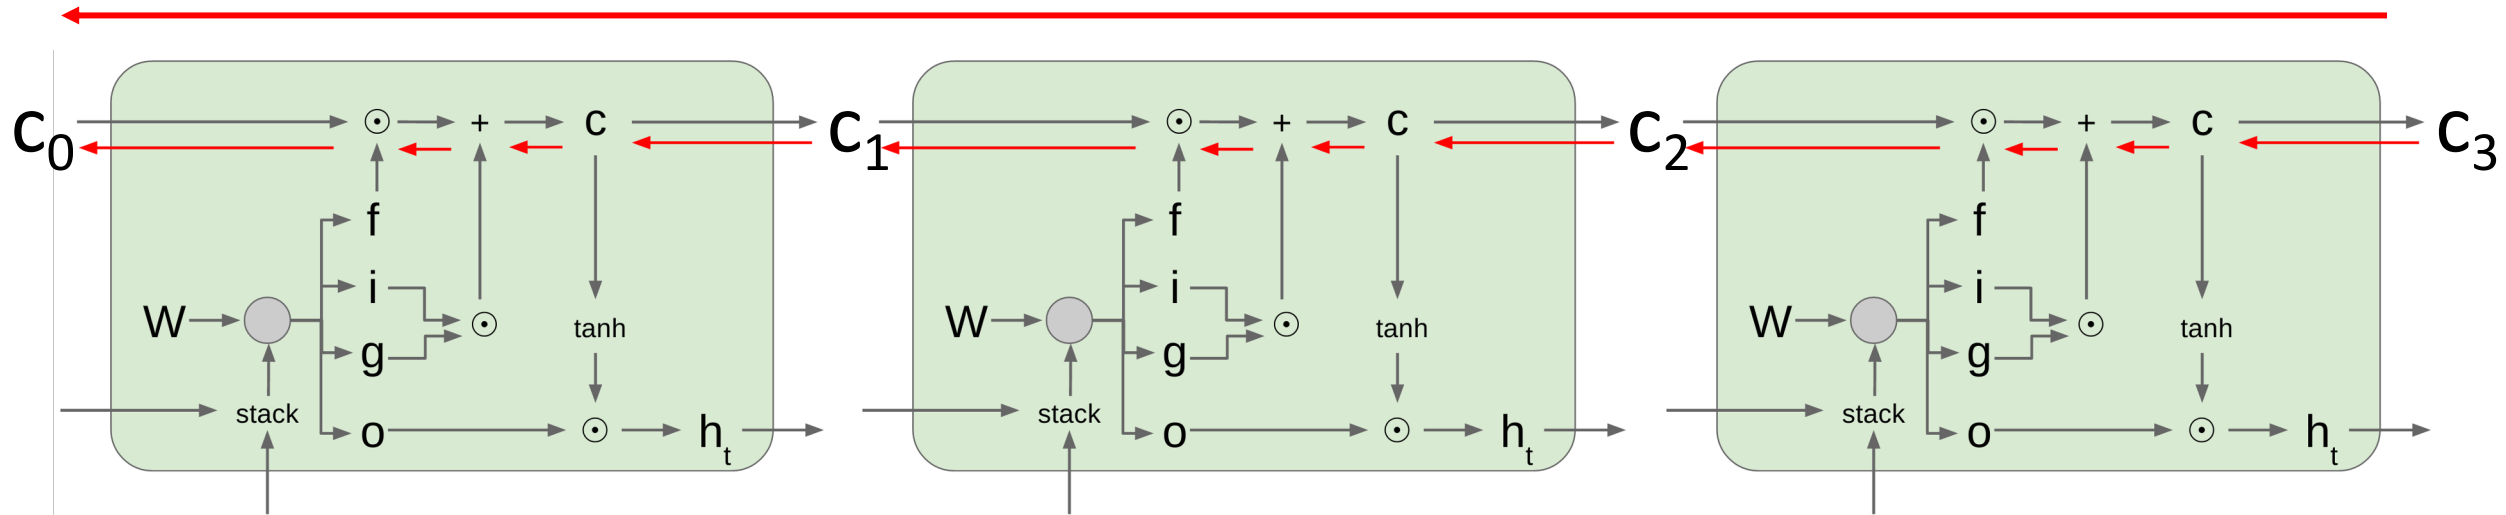 C0 ⊙ + c C1 ⊙ + c C2 ⊙ + c C3
f f f
i i i
W ⊙ tanh W ⊙ tanh W ⊙ tanh
g g g
stack stack stack
o ⊙ ht o ⊙ ht o ⊙ ht